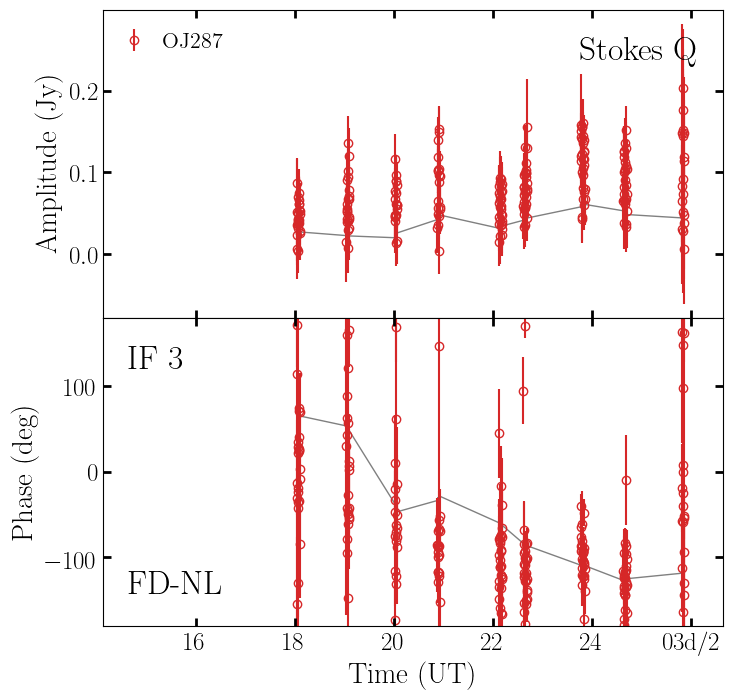 OJ287
Stokes Q
Amplitude (Jy)
0.2
0.1
0.0
IF 3
FD-NL
Phase (deg)
100
0
−100
16
18
20
22
24
03d/2
Time (UT)